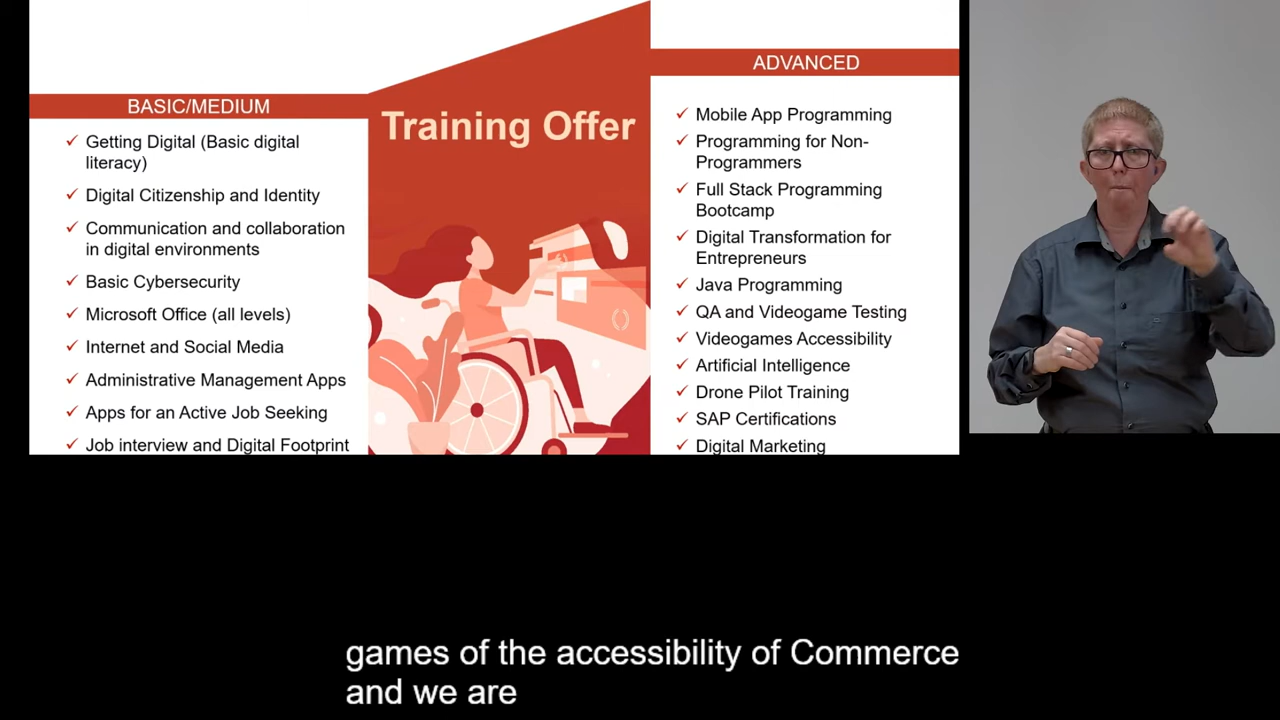 BASIC/MEDIUM
Getting Digital (Basic digital
literacy)
Digital Citizenship and Identity
Communication and collaboration
in digital environments
Basic Cybersecurity
Microsoft Office (all levels)
Internet and Social Media
Administrative Management Apps
Apps for an Active Job Seeking
Job interview and Digital Footprint
Training Offer
ADVANCED
Mobile App Programming
Programming for Non-
Programmers
Full Stack Programming
Bootcamp
Digital Transformation for
Entrepreneurs
Java Programming
QA and Videogame Testing
Videogames Accessibility
Artificial Intelligence
Drone Pilot Training
SAP Certifications
Digital Marketing
games of the accessibility of Commerce
and we are